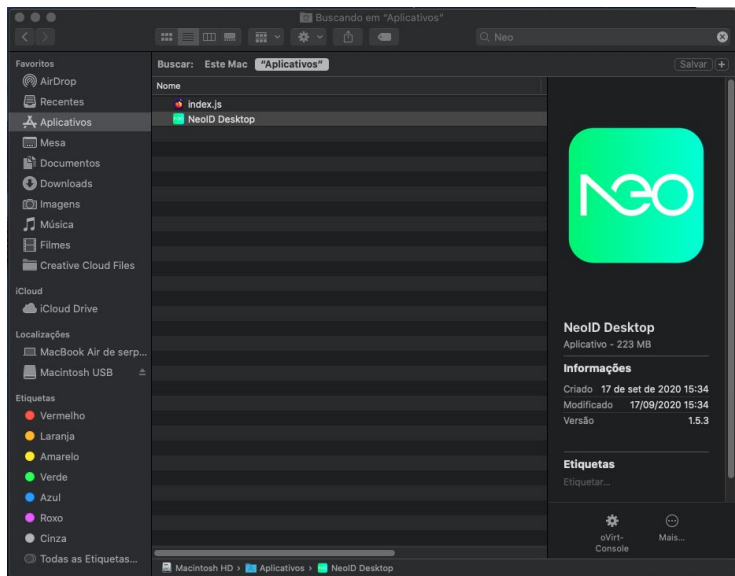 Buscando em "Aplicativos"
Neo
Favoritos
AirDrop
Recentes
Aplicativos
Mesa
Documentos
Downloads
Imagens
Música
Filmes
Creative Cloud Files
iCloud
iCloud Drive
Localizações
MacBook Air de serp...
Macintosh USB
Etiquetas
Vermelho
Laranja
Amarelo
Verde
Azul
Roxo
Cinza
Todas as Etiquetas...
Buscar: Este Mac "Aplicativos" Salvar +
Nome
index.js
NeoID Desktop
neo
NeoID Desktop
Aplicativo - 223 MB
Informações
Criado 17 de set de 2020 15:34
Modificado 17/09/2020 15:34
Versão 1.5.3
Etiquetas
Etiquetar...
oVirt-
Console
Mais...
Macintosh HD › Aplicativos › NeoID Desktop